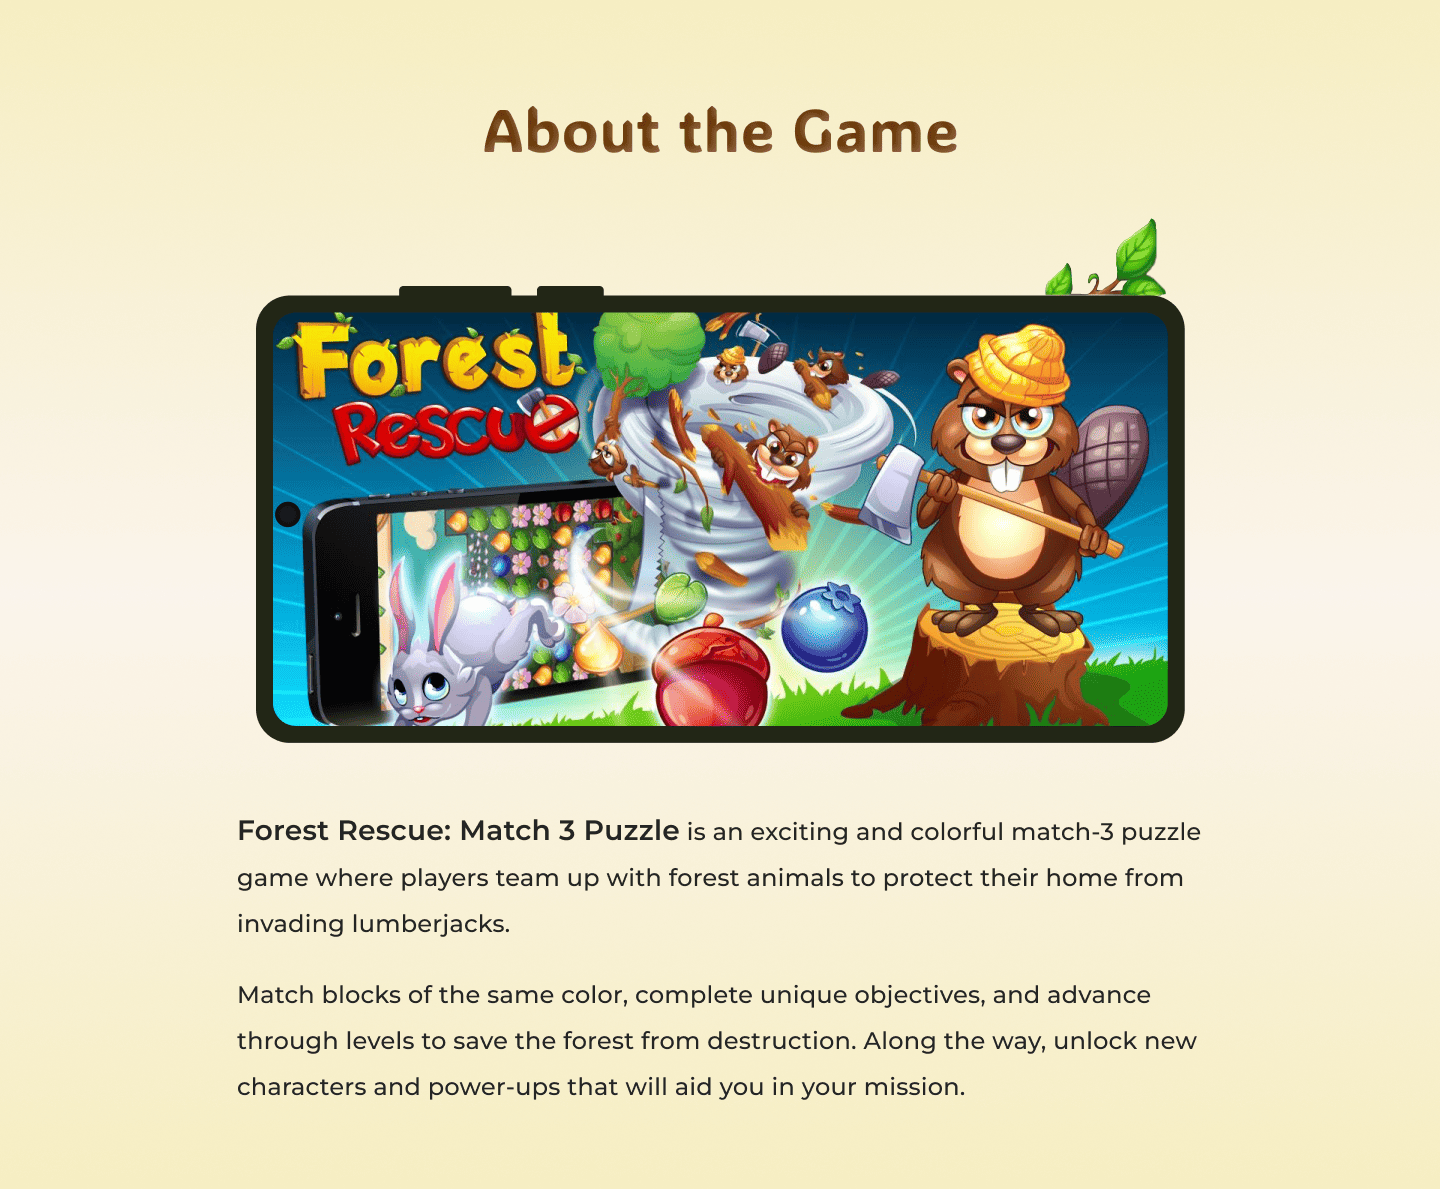 About the Game
Forest
Rescue
Forest Rescue: Match 3 Puzzle is an exciting and colorful match-3 puzzle
game where players team up with forest animals to protect their home from
invading lumberjacks.
Match blocks of the same color, complete unique objectives, and advance
through levels to save the forest from destruction. Along the way, unlock new
characters and power-ups that will aid you in your mission.